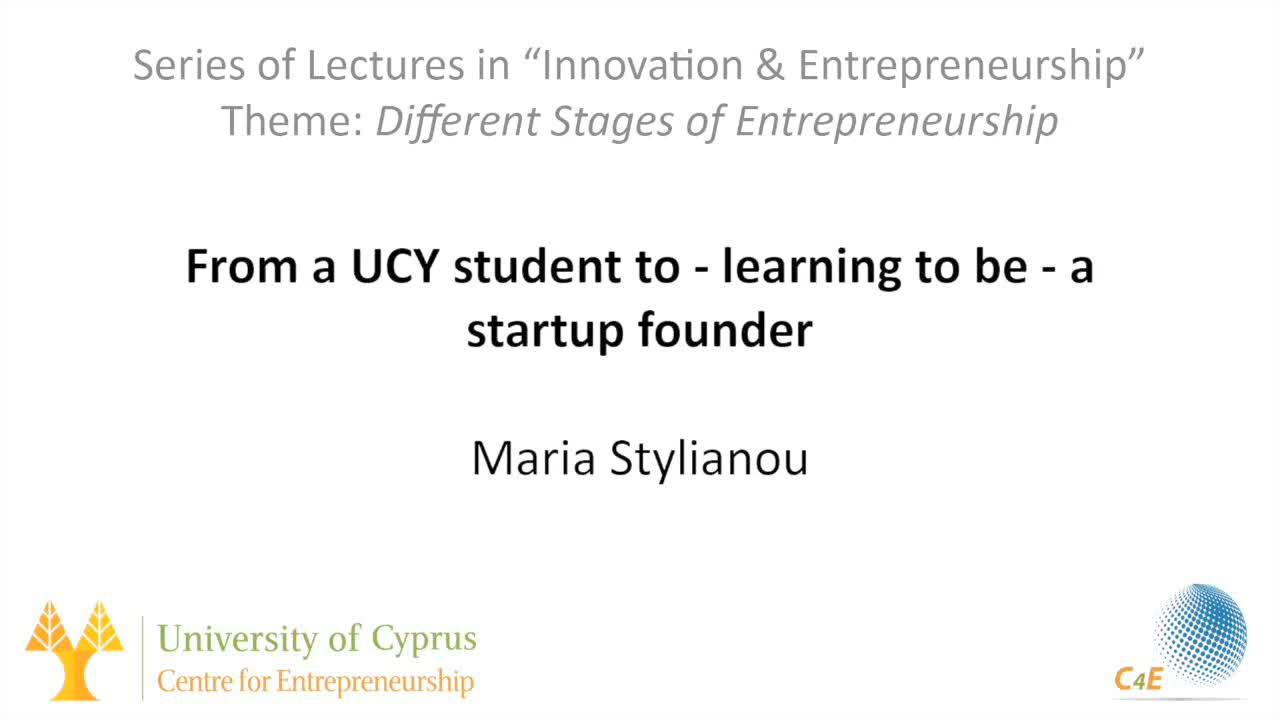 Series of Lectures in “Innovation & Entrepreneurship”
Theme: Different Stages of Entrepreneurship
From a UCY student to - learning to be - a
startup founder
Maria Stylianou
University of Cyprus
Centre for Entrepreneurship
C4E